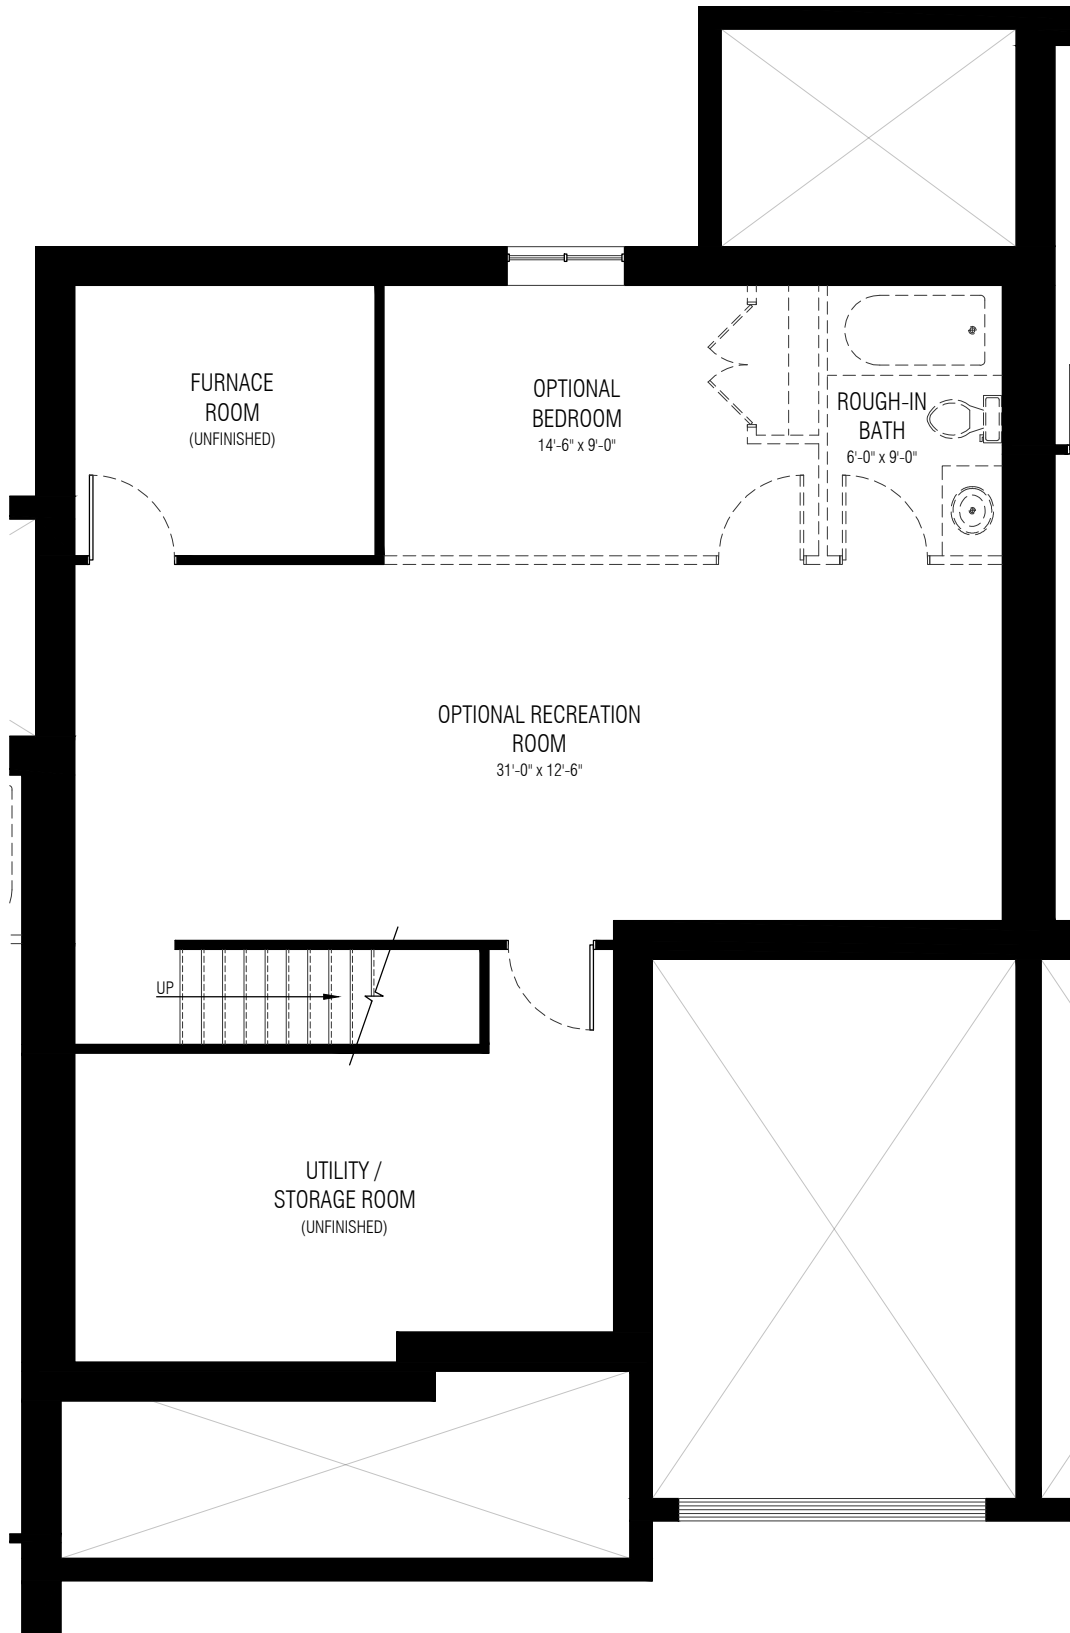 FURNACE
ROOM
(UNFINISHED)
OPTIONAL
BEDROOM
14'-6" x 9'-0"
ROUGH-IN
BATH
6'-0" x 9'-0"
OPTIONAL RECREATION
ROOM
31'-0" x 12'-6"
UP
UTILITY /
STORAGE ROOM
(UNFINISHED)